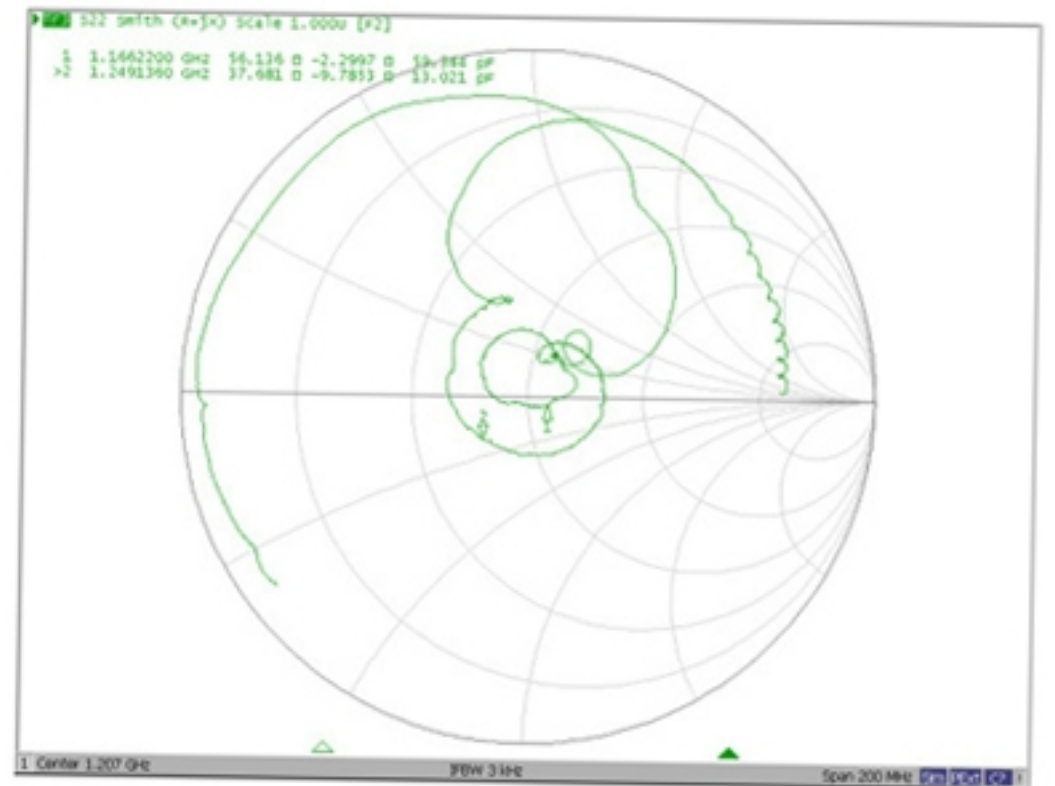 S22 Smith (R+jX) Scale 1.000U [F2]
1 1.1662200 GHz 56.136 Ω -2.2997 Ω pF
>2 1.2491360 GHz 37.681 Ω -9.7853 Ω 13.021 pF
2
1
1 Center 1.207 GHz IFBW 3 kHz Span 200 MHz